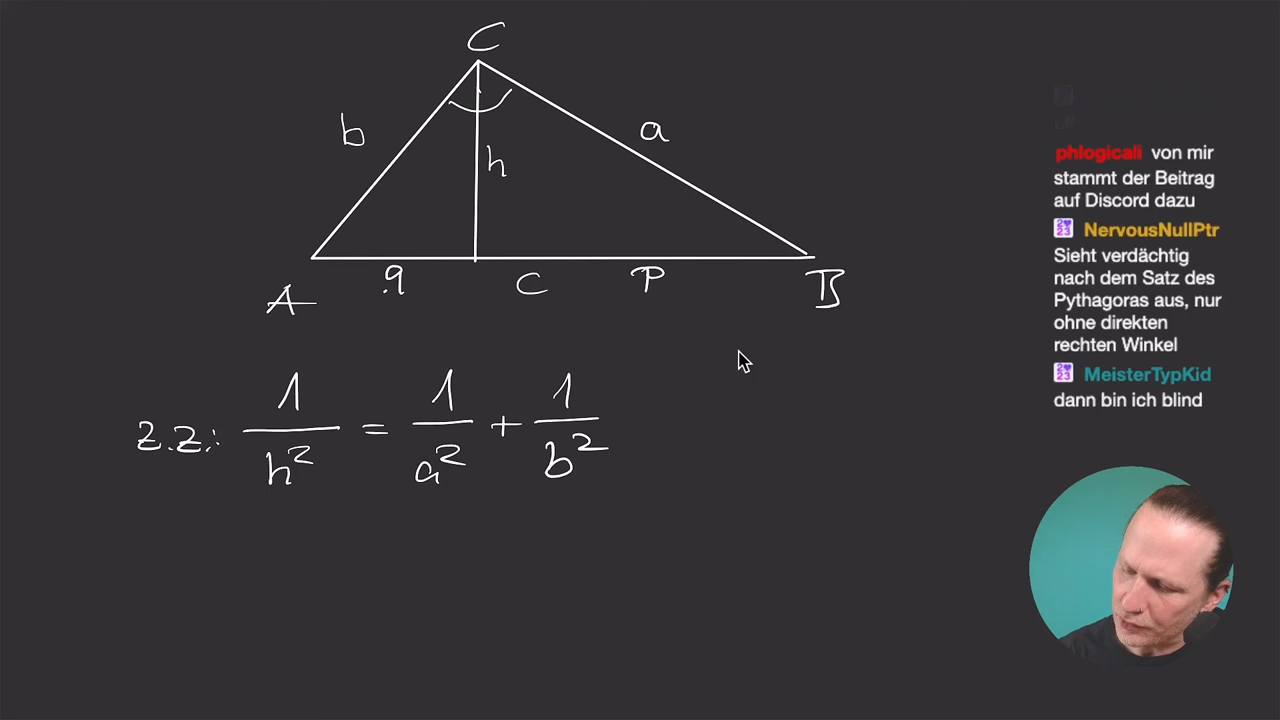 C
b
a
h
A
q
c
p
B
z.z.: 1/h² = 1/a² + 1/b²
phlogicali von mir
stammt der Beitrag
auf Discord dazu
NervousNullPtr
Sieht verdächtig
nach dem Satz des
Pythagoras aus, nur
ohne direkten
rechten Winkel
MeisterTypKid
dann bin ich blind